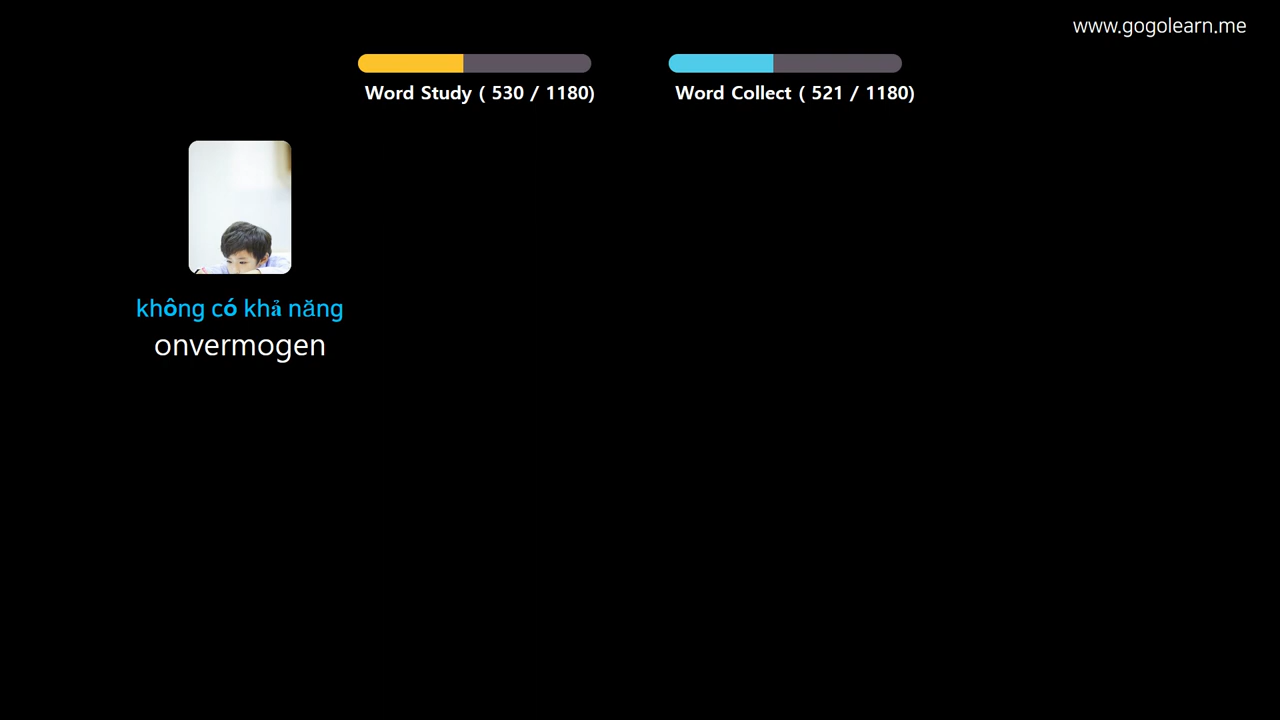 www.gogolearn.me
Word Study ( 530 / 1180)
Word Collect ( 521 / 1180)
không có khả năng
onvermogen